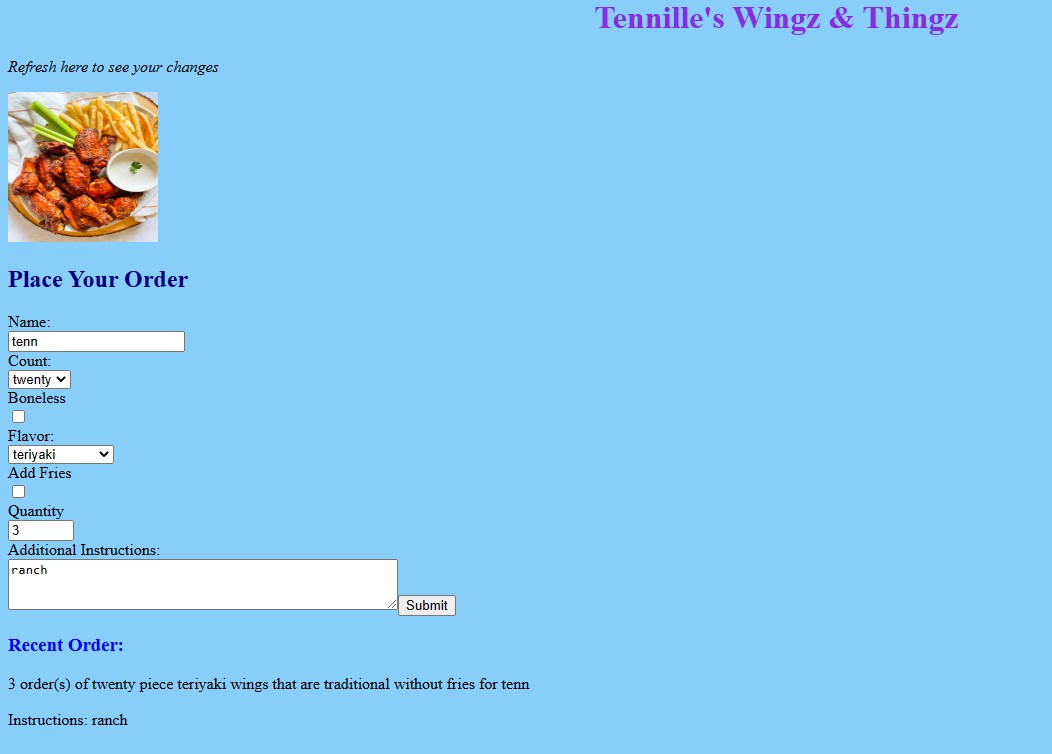 Tennille's Wingz & Thingz
Refresh here to see your changes
Place Your Order
Name:
tenn
Count:
twenty
Boneless
Flavor:
teriyaki
Add Fries
Quantity
3
Additional Instructions:
ranch
Submit
Recent Order:
3 order(s) of twenty piece teriyaki wings that are traditional without fries for tenn
Instructions: ranch